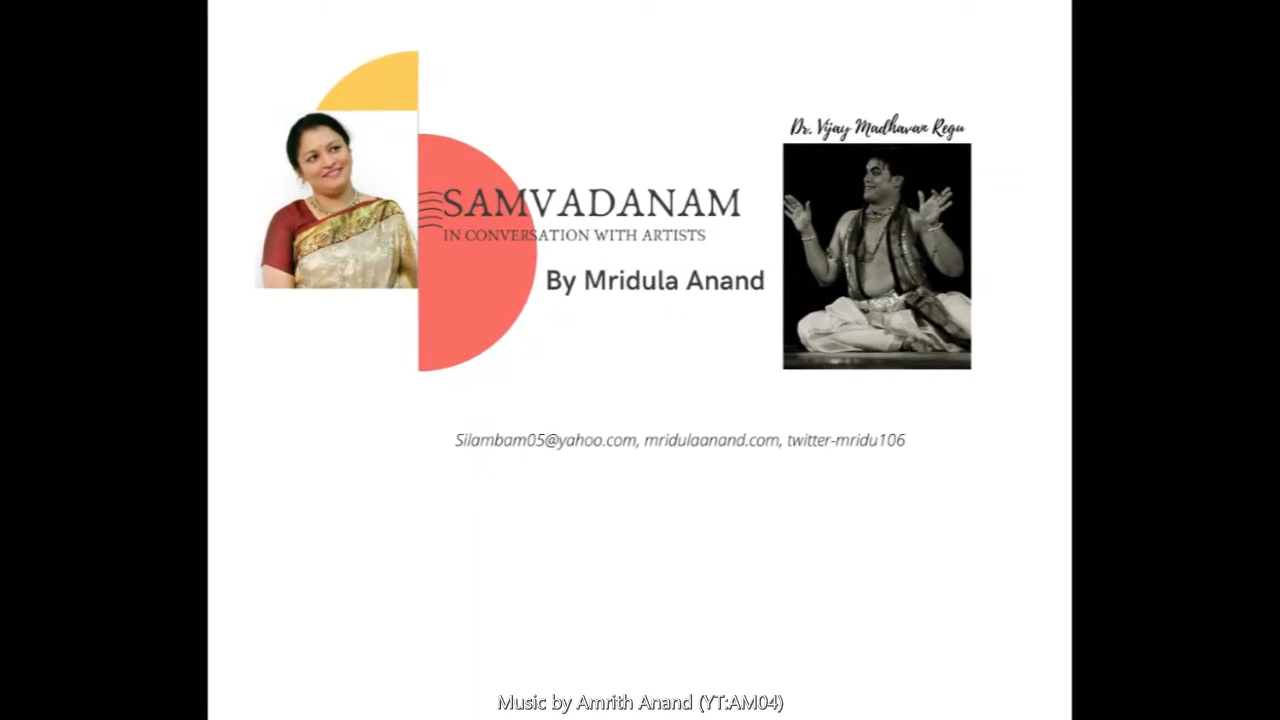 Dr. Vijay Madhavan Regu
SAMVADANAM
IN CONVERSATION WITH ARTISTS
By Mridula Anand
Silambam05@yahoo.com, mridulaanand.com, twitter-mridu106
Music by Amrith Anand (YT:AM04)